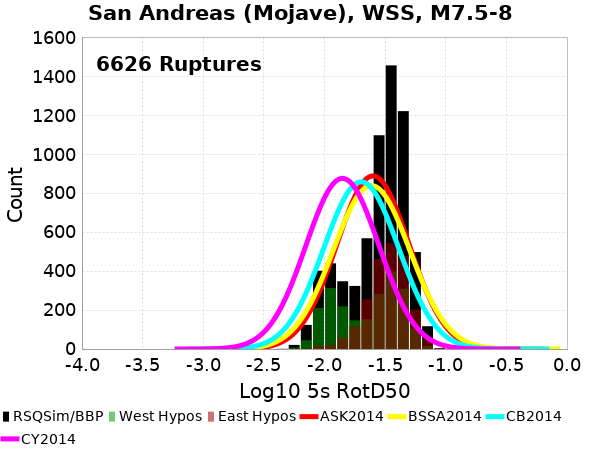 San Andreas (Mojave), WSS, M7.5-8
6626 Ruptures
Count
1600
1400
1200
1000
800
600
400
200
0
-4.0 -3.5 -3.0 -2.5 -2.0 -1.5 -1.0 -0.5 0.0
Log10 5s RotD50
RSQSim/BBP West Hypos East Hypos ASK2014 BSSA2014 CB2014
CY2014